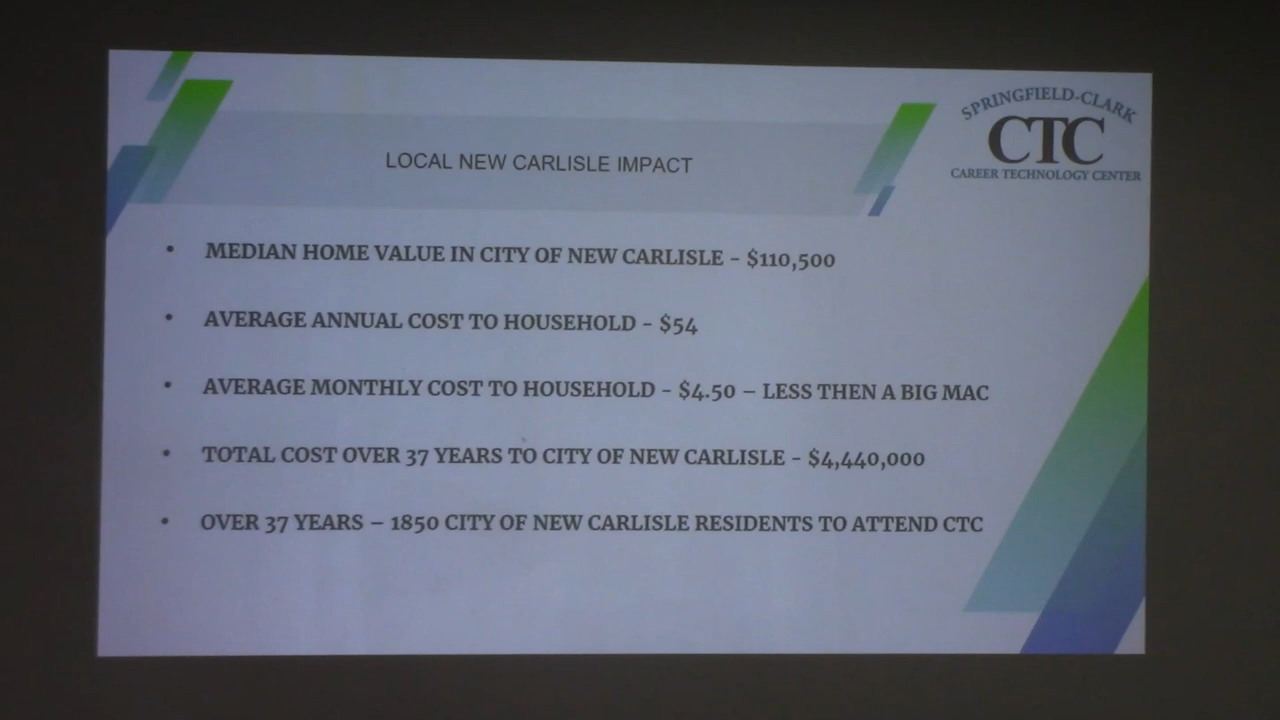 SPRINGFIELD-CLARK
CTC
CAREER TECHNOLOGY CENTER
LOCAL NEW CARLISLE IMPACT
• MEDIAN HOME VALUE IN CITY OF NEW CARLISLE - $110,500
• AVERAGE ANNUAL COST TO HOUSEHOLD - $54
• AVERAGE MONTHLY COST TO HOUSEHOLD - $4.50 – LESS THEN A BIG MAC
• TOTAL COST OVER 37 YEARS TO CITY OF NEW CARLISLE - $4,440,000
• OVER 37 YEARS – 1850 CITY OF NEW CARLISLE RESIDENTS TO ATTEND CTC